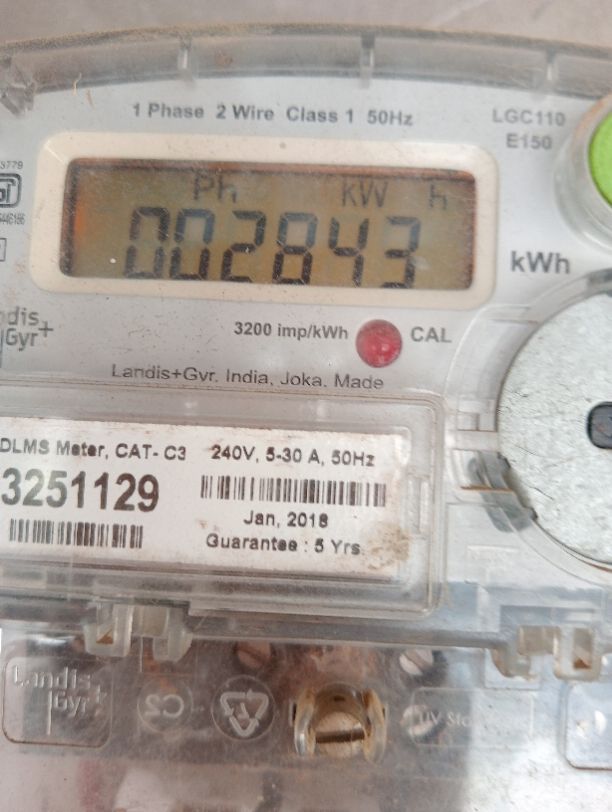 1 Phase 2 Wire Class 1 50Hz
LGC110
E150
Ph kW h
002843
kWh
3200 imp/kWh CAL
Gyr+
Landis+Gyr, India, Joka. Made
DLMS Meter, CAT- C3 240V, 5-30 A, 50Hz
3251129
Jan, 2018
Guarantee : 5 Yrs.
Landis
Gyr+
C2